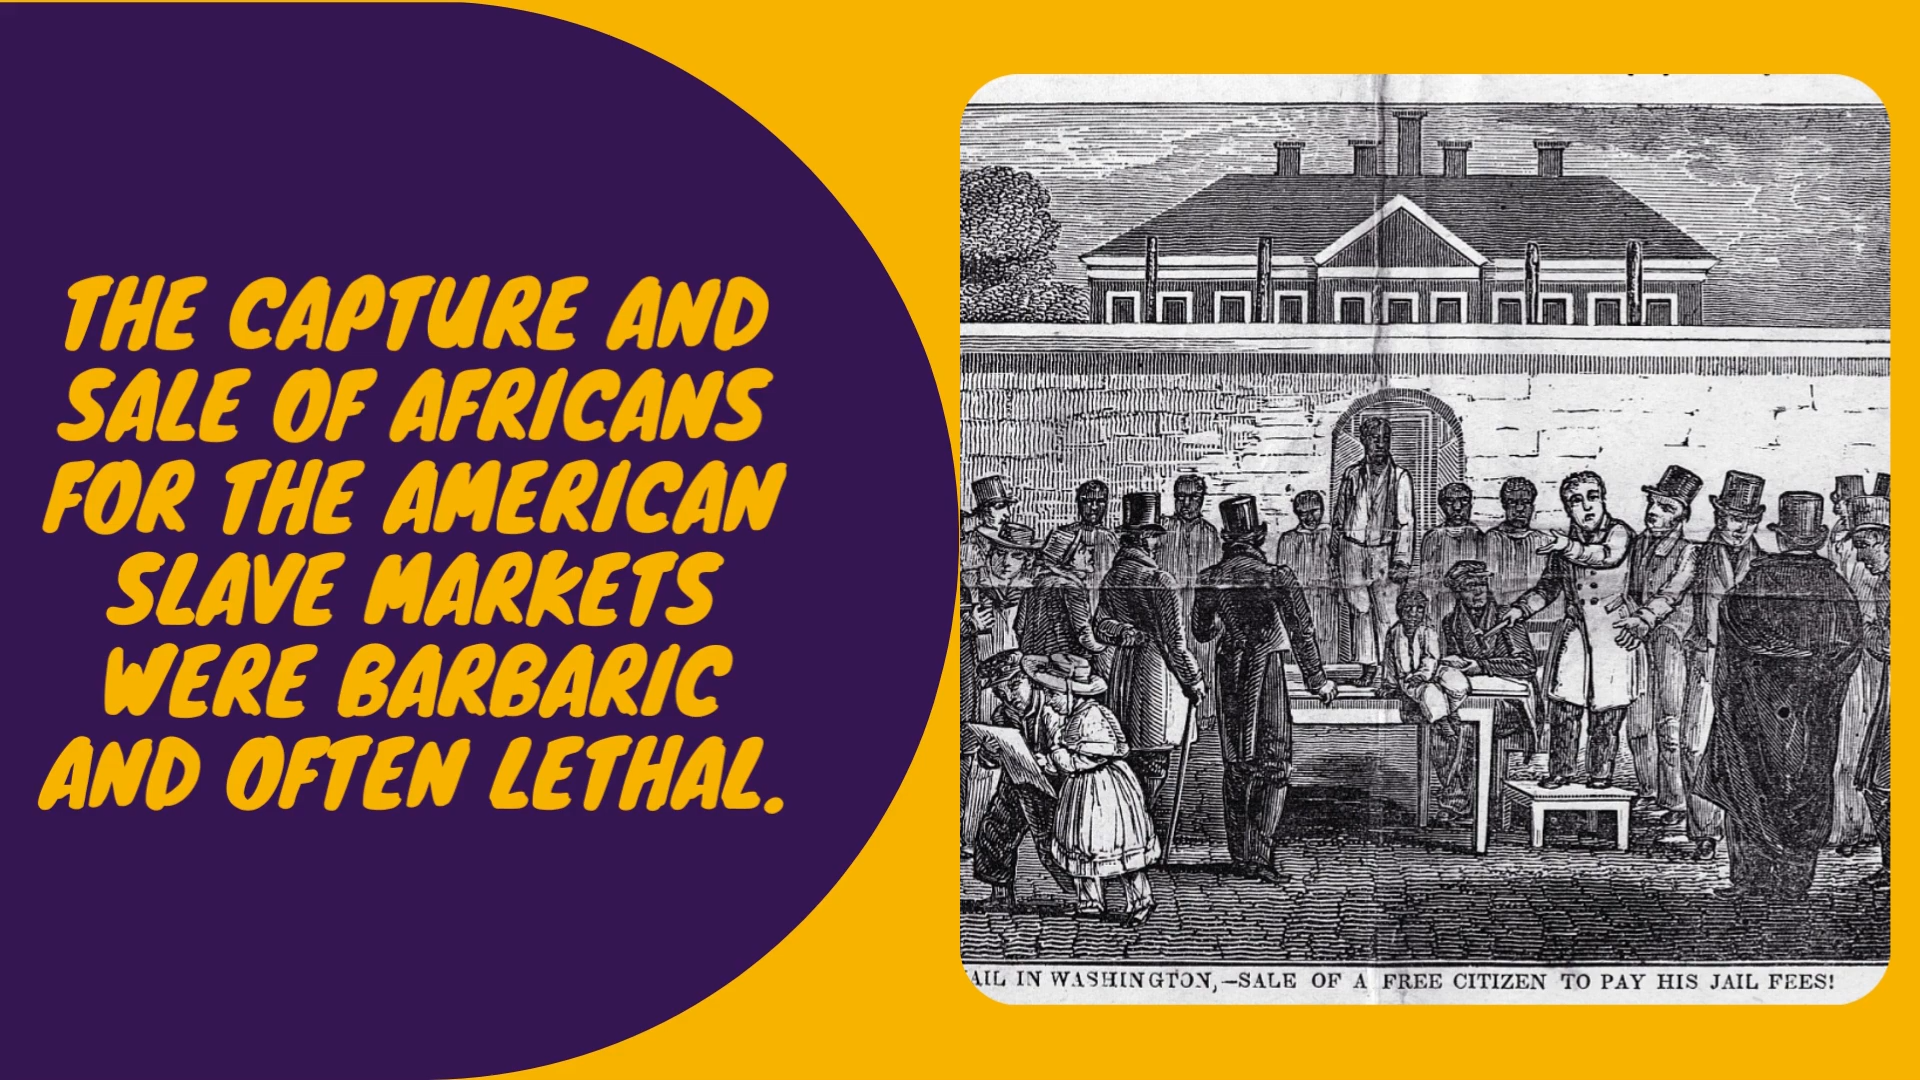 THE CAPTURE AND
SALE OF AFRICANS
FOR THE AMERICAN
SLAVE MARKETS
WERE BARBARIC
AND OFTEN LETHAL.
IN WASHINGTON,—SALE OF A FREE CITIZEN TO PAY HIS JAIL FEES!